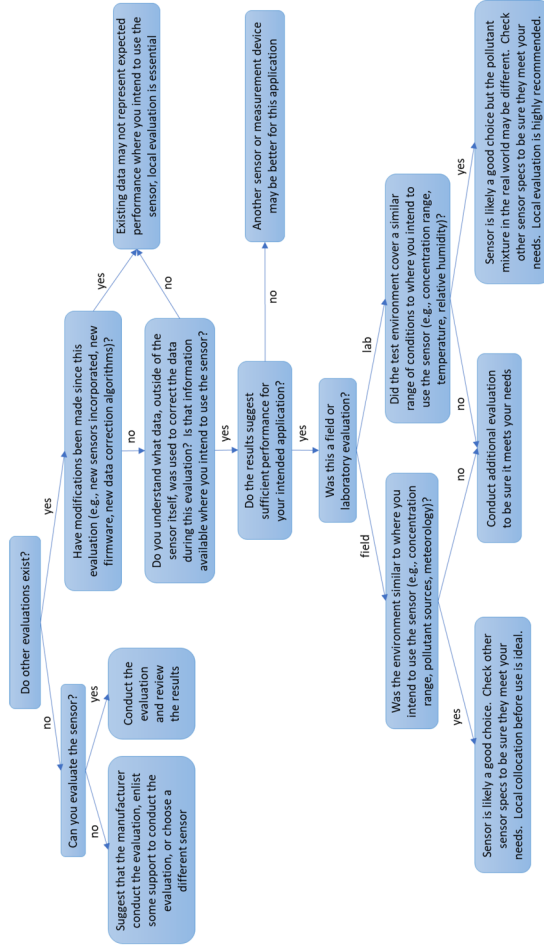 Do other evaluations exist?
no
yes
Can you evaluate the sensor?
no
yes
Suggest that the manufacturer
conduct the evaluation, enlist
some support to conduct the
evaluation, or choose a
different sensor
Conduct the
evaluation
and review
the results
Have modifications been made since this
evaluation (e.g., new sensors incorporated, new
firmware, new data correction algorithms)?
yes
no
Existing data may not represent expected
performance where you intend to use the
sensor, local evaluation is essential
Do you understand what data, outside of the
sensor itself, was used to correct the data
during this evaluation? Is that information
available where you intend to use the sensor?
no
yes
Do the results suggest
sufficient performance for
your intended application?
no
yes
Another sensor or measurement device
may be better for this application
Was this a field or
laboratory evaluation?
field
lab
Was the environment similar to where you
intend to use the sensor (e.g., concentration
range, pollutant sources, meteorology)?
yes
no
Did the test environment cover a similar
range of conditions to where you intend to
use the sensor (e.g., concentration range,
temperature, relative humidity)?
no
yes
Sensor is likely a good choice. Check other
sensor specs to be sure they meet your
needs. Local collocation before use is ideal.
Conduct additional evaluation
to be sure it meets your needs
Sensor is likely a good choice but the pollutant
mixture in the real world may be different. Check
other sensor specs to be sure they meet your
needs. Local evaluation is highly recommended.